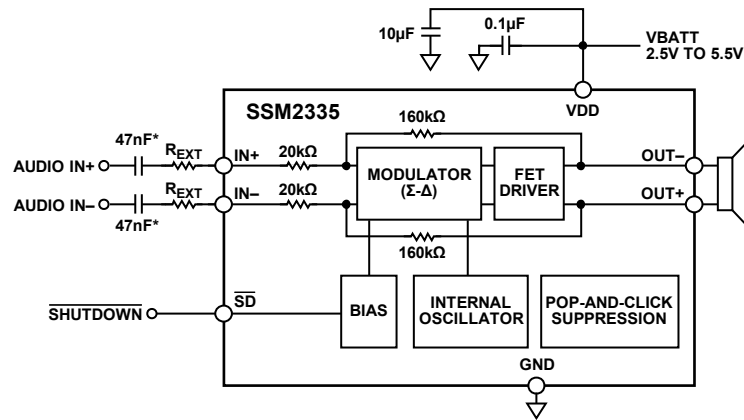 10µF
0.1µF
VBATT
2.5V TO 5.5V
VDD
SSM2335
160kΩ
47nF*
REXT
IN+
20kΩ
AUDIO IN+
MODULATOR
(Σ-Δ)
FET
DRIVER
OUT–
REXT
IN–
20kΩ
AUDIO IN–
OUT+
47nF*
160kΩ
SHUTDOWN
SD
BIAS
INTERNAL
OSCILLATOR
POP-AND-CLICK
SUPPRESSION
GND